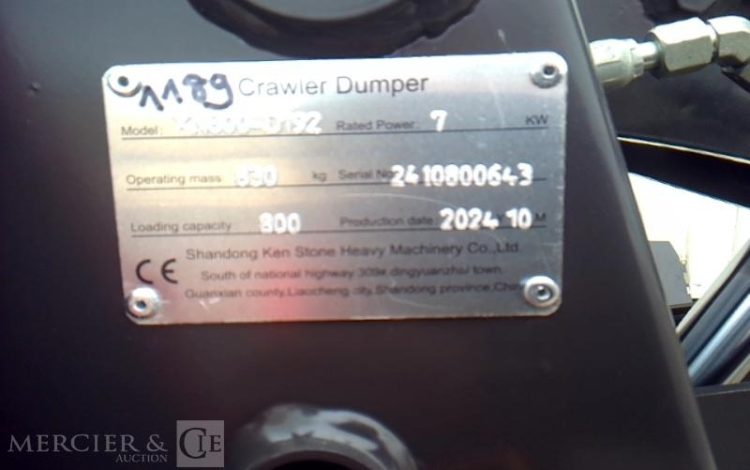 1189 Crawler Dumper
Model: Rated Power: 7 KW
Operating mass kg Serial No 2410800643
Loading capacity 800 Production date 2024 10 M
Shandong Ken Stone Heavy Machinery Co.,Ltd.
CE South of national highway 309#,dingyuanzhai town,
Guanxian county,Liaocheng city,Shandong province,China
MERCIER & CIE
AUCTION